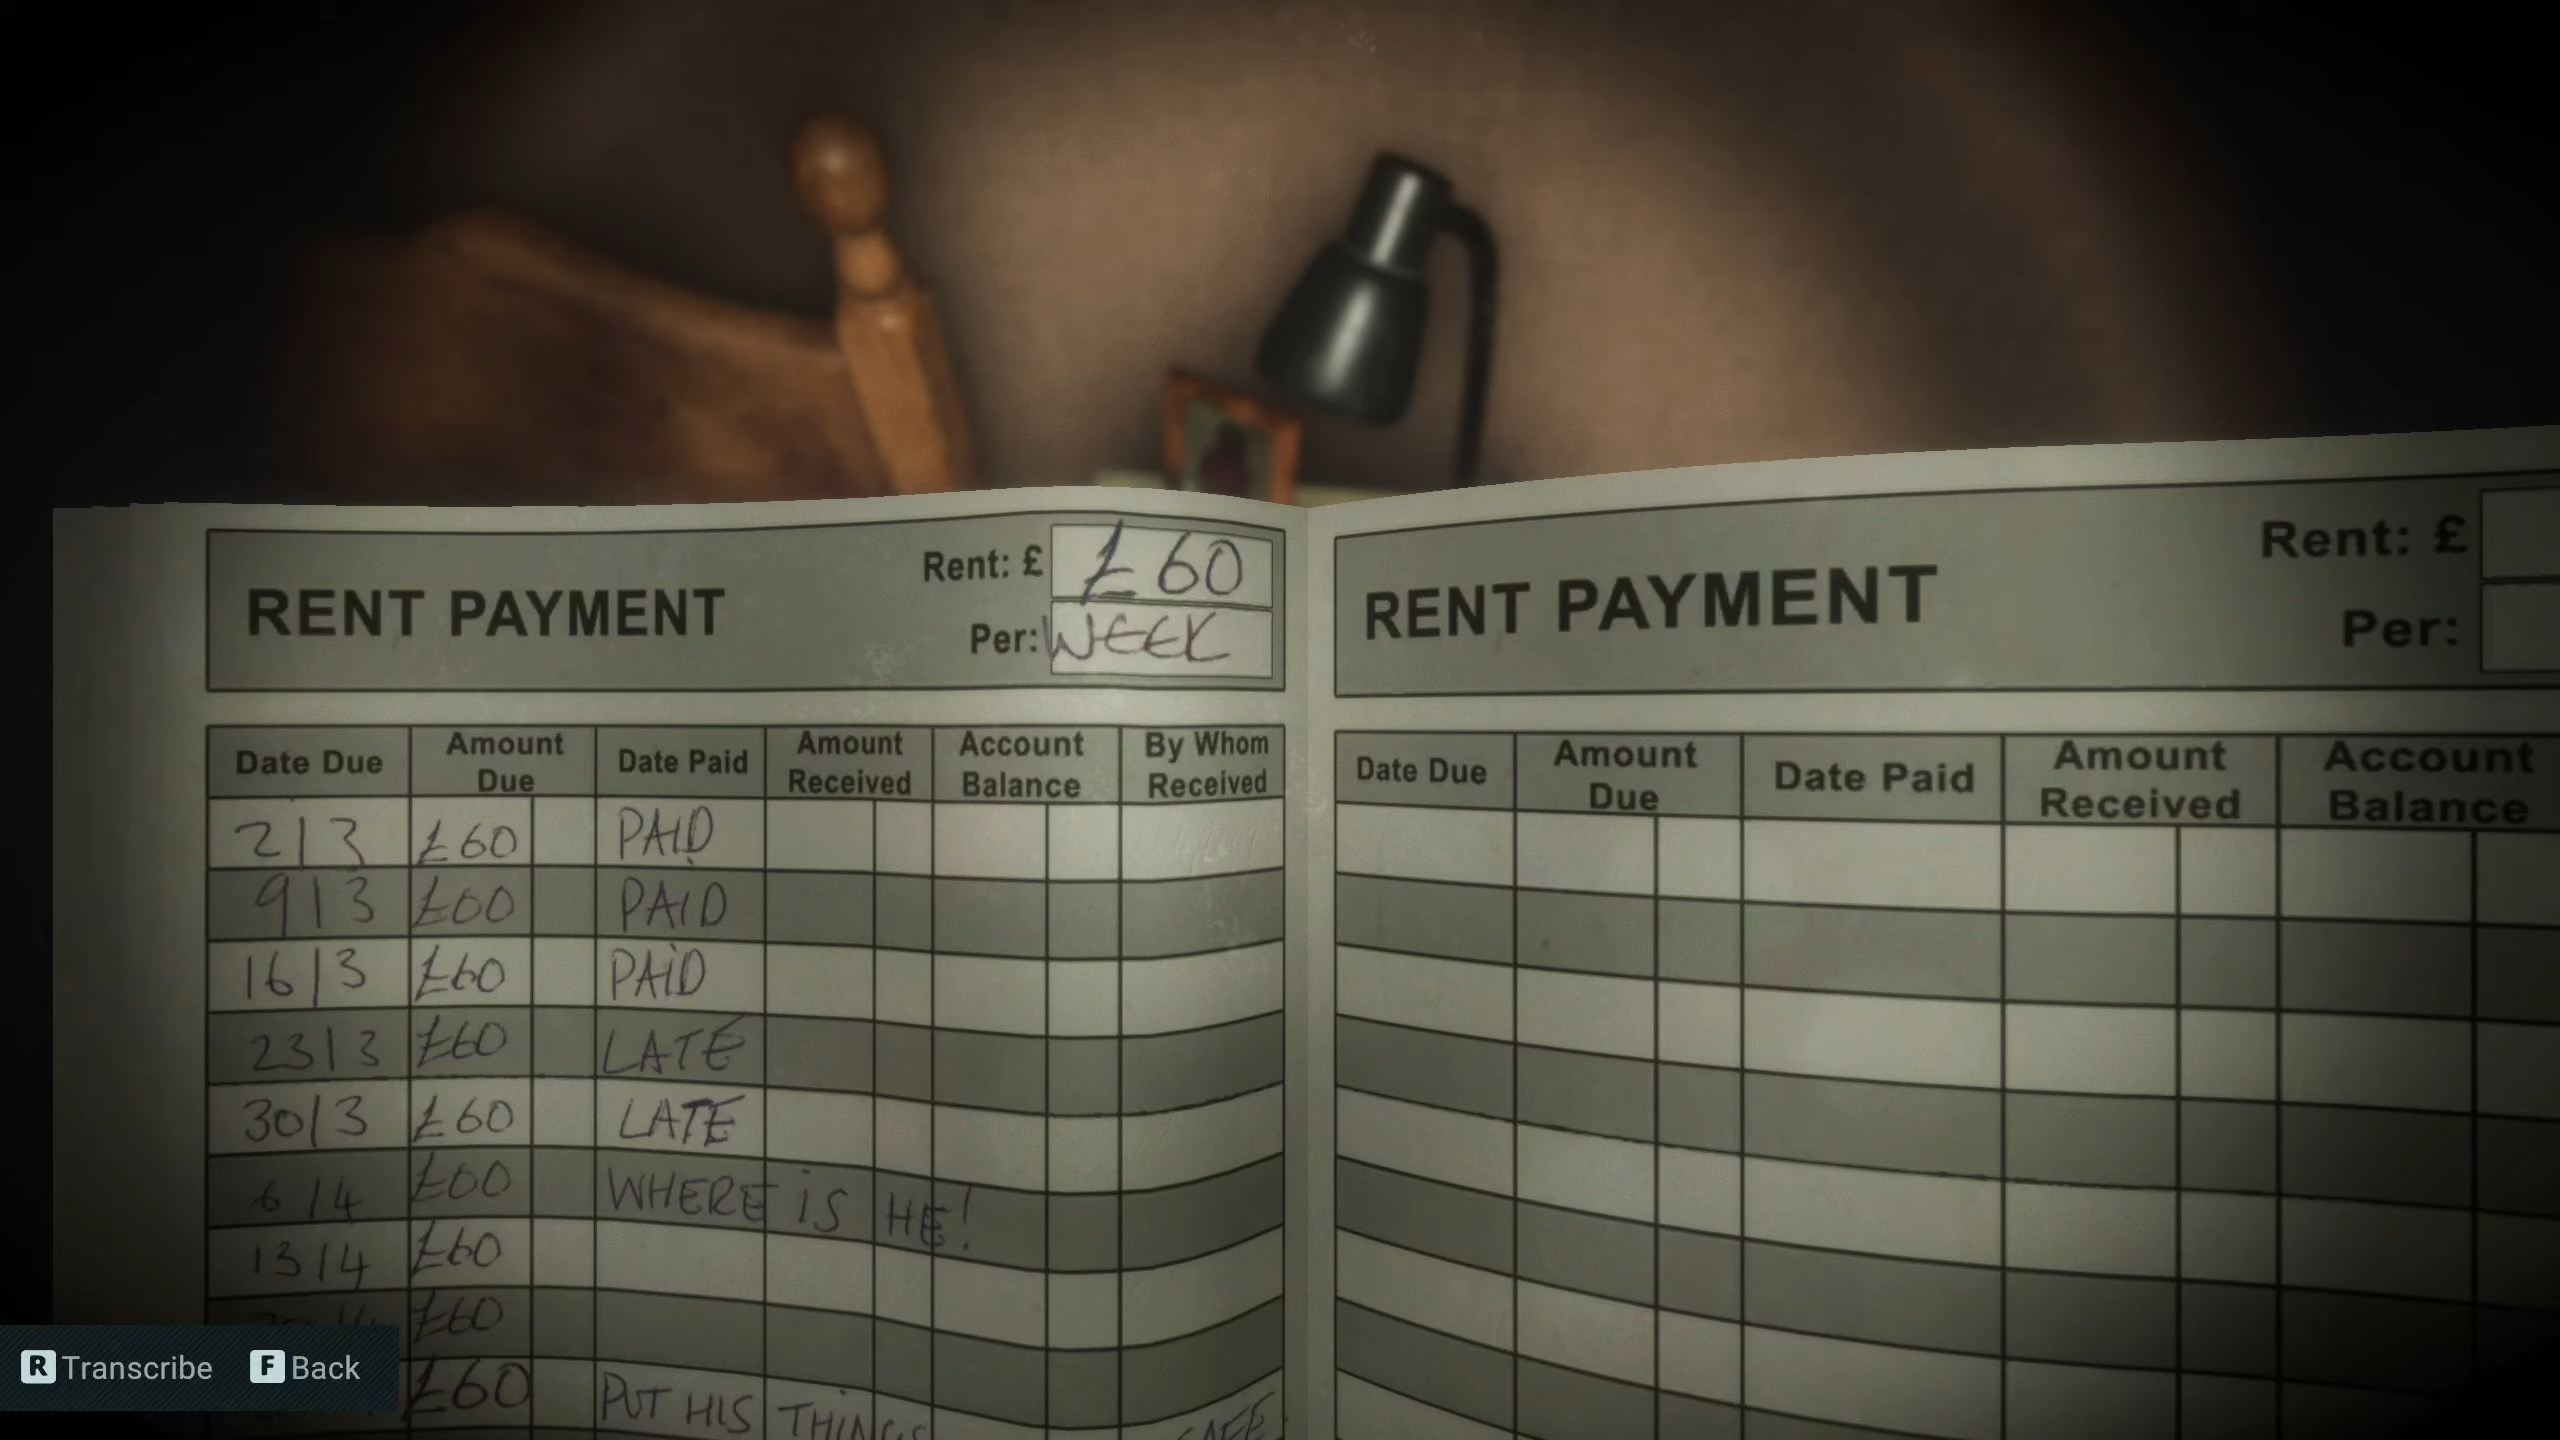 Rent: £ £60
RENT PAYMENT
Per: WEEK
Date Due Amount Due Date Paid Amount Received Account Balance By Whom Received
2/3 £60 PAID
9/3 £60 PAID
16/3 £60 PAID
23/3 £60 LATE
30/3 £60 LATE
6/4 £60 WHERE IS HE!
13/4 £60
£60
£60 PUT HIS THINGS
Rent: £
RENT PAYMENT
Per:
Date Due Amount Due Date Paid Amount Received Account Balance
R Transcribe F Back